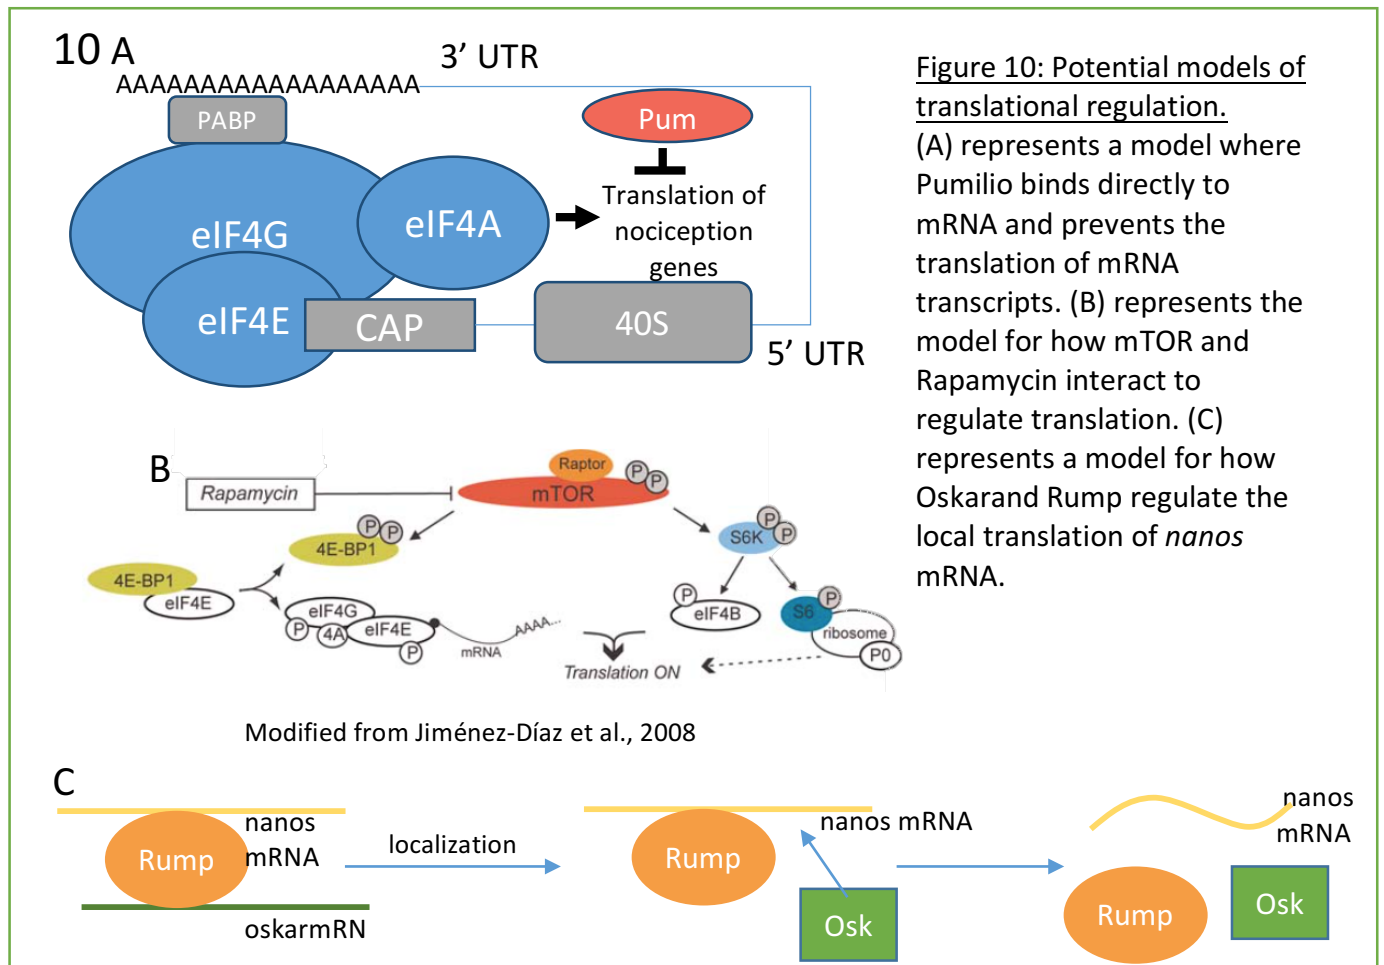 10 A
3’ UTR
AAAAAAAAAAAAAAAAAA
PABP
Pum
eIF4G
eIF4A
Translation of
nociception
genes
eIF4E
CAP
40S
5’ UTR
Figure 10: Potential models of
translational regulation.
(A) represents a model where
Pumilio binds directly to
mRNA and prevents the
translation of mRNA
transcripts. (B) represents the
model for how mTOR and
Rapamycin interact to
regulate translation. (C)
represents a model for how
Oskarand Rump regulate the
local translation of nanos
mRNA.
B
Rapamycin
Raptor
mTOR
P P
P P
4E-BP1
4E-BP1
eIF4E
eIF4G
P
4A
eIF4E
P
mRNA
AAAA...
P P
S6K
P
eIF4B
S6
P
ribosome
P0
Translation ON
Modified from Jiménez-Díaz et al., 2008
C
nanos
mRNA
Rump
oskarmRN
localization
nanos mRNA
Rump
Osk
nanos
mRNA
Rump
Osk